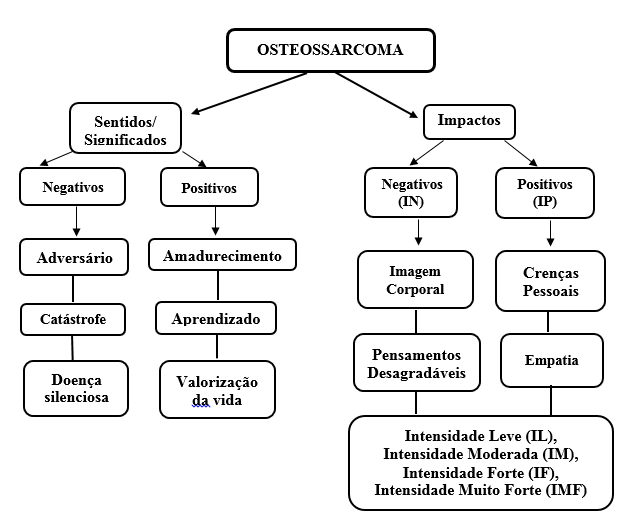 OSTEOSSARCOMA
Sentidos/
Significados
Impactos
Negativos
Positivos
Negativos
(IN)
Positivos
(IP)
Adversário
Amadurecimento
Imagem
Corporal
Crenças
Pessoais
Catástrofe
Aprendizado
Pensamentos
Desagradáveis
Empatia
Doença
silenciosa
Valorização
da vida
Intensidade Leve (IL),
Intensidade Moderada (IM),
Intensidade Forte (IF),
Intensidade Muito Forte (IMF)